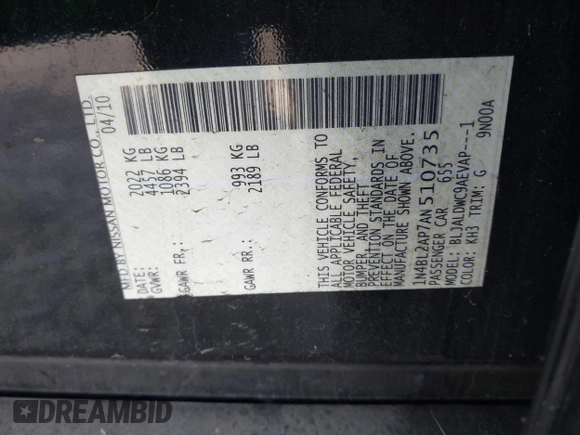 MFD BY NISSAN MOTOR CO., LTD.
DATE: 04/10
GVWR: 2022 KG
4457 LB
GAWR FR.: 1086 KG
2394 LB
GAWR RR.: 993 KG
2189 LB
THIS VEHICLE CONFORMS TO
ALL APPLICABLE FEDERAL
MOTOR VEHICLE SAFETY,
BUMPER, AND THEFT
PREVENTION STANDARDS IN
EFFECT ON THE DATE OF
MANUFACTURE SHOWN ABOVE.
1N4BL2AP7AN510735
PASSENGER CAR 655
MODEL: BLJALDWC9AEVAP---1
COLOR: KH3 TRIM: G 9N00A
DREAMBID